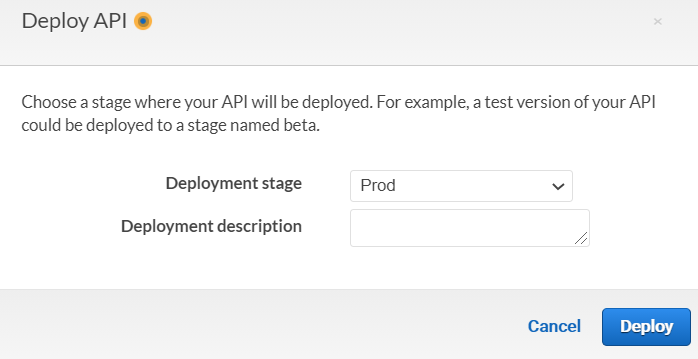 Deploy API
×
Choose a stage where your API will be deployed. For example, a test version of your API
could be deployed to a stage named beta.
Deployment stage Prod
Deployment description
Cancel Deploy